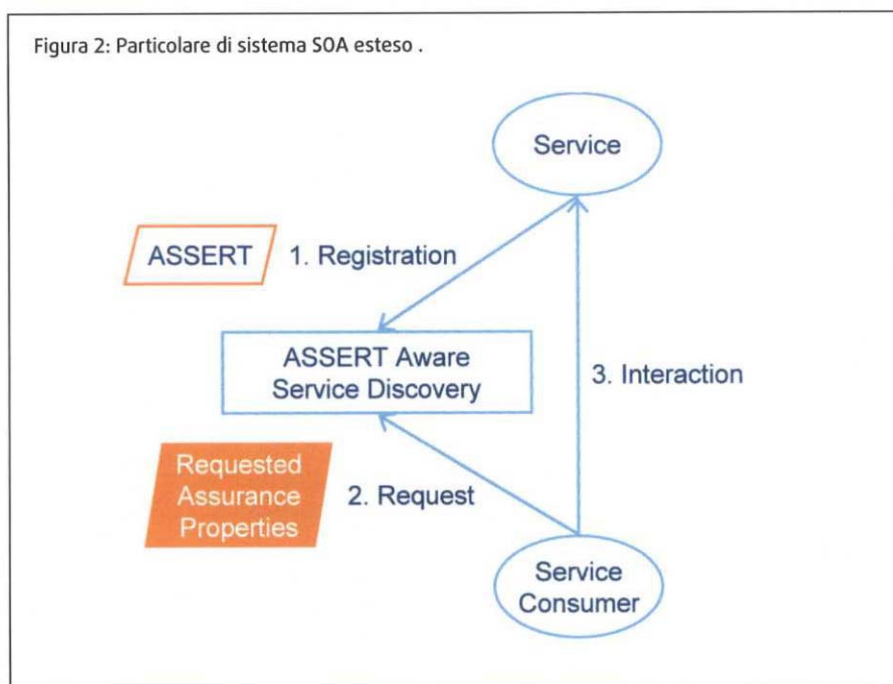 Figura 2: Particolare di sistema SOA esteso .
Service
ASSERT
1. Registration
ASSERT Aware
Service Discovery
3. Interaction
Requested
Assurance
Properties
2. Request
Service
Consumer